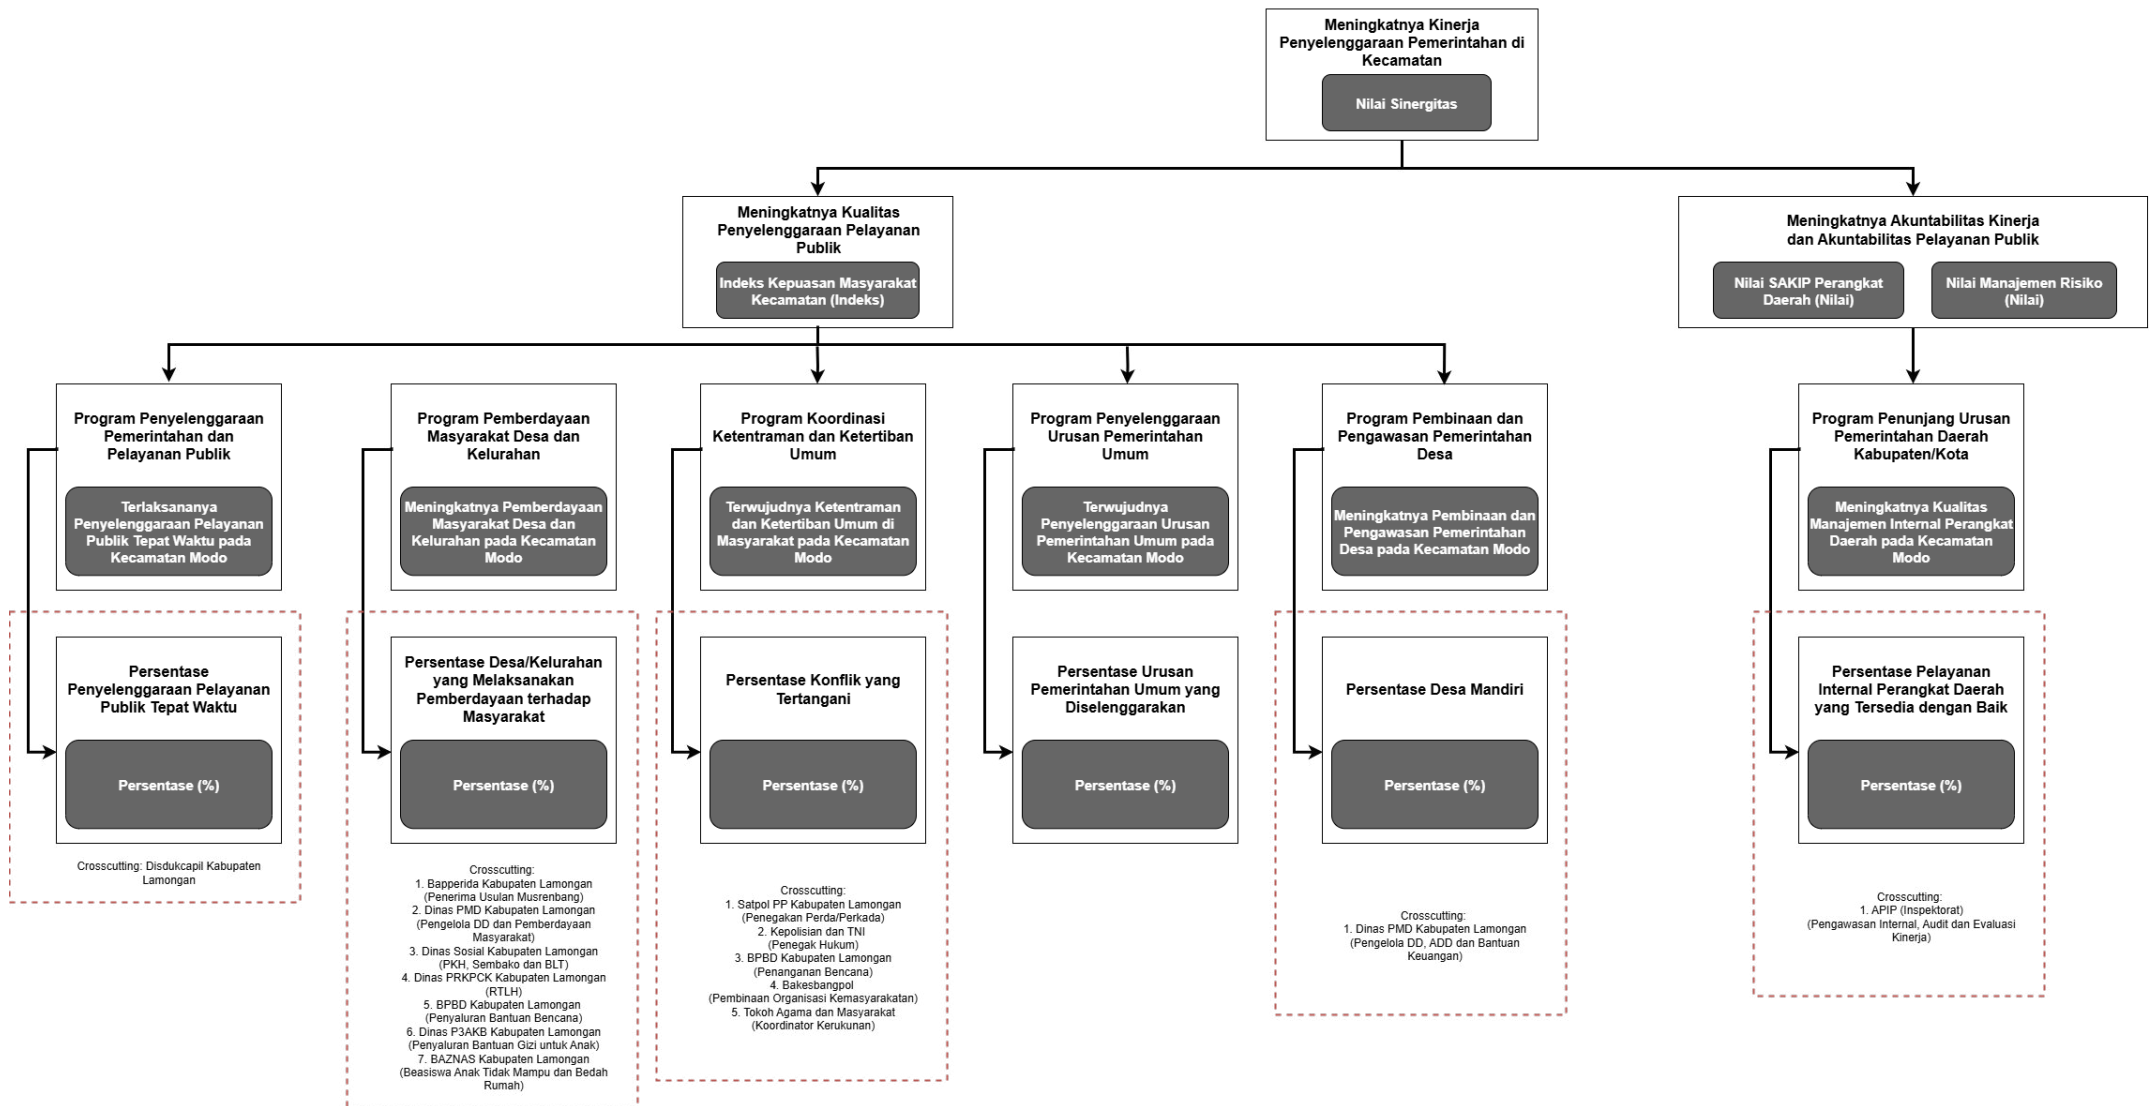 Meningkatnya Kinerja
Penyelenggaraan Pemerintahan di
Kecamatan
Nilai Sinergitas
Meningkatnya Kualitas
Penyelenggaraan Pelayanan
Publik
Indeks Kepuasan Masyarakat
Kecamatan (Indeks)
Meningkatnya Akuntabilitas Kinerja
dan Akuntabilitas Pelayanan Publik
Nilai SAKIP Perangkat
Daerah (Nilai)
Nilai Manajemen Risiko
(Nilai)
Program Penyelenggaraan
Pemerintahan dan
Pelayanan Publik
Terlaksananya
Penyelenggaraan Pelayanan
Publik Tepat Waktu pada
Kecamatan Modo
Program Pemberdayaan
Masyarakat Desa dan
Kelurahan
Meningkatnya Pemberdayaan
Masyarakat Desa dan
Kelurahan pada Kecamatan
Modo
Program Koordinasi
Ketentraman dan Ketertiban
Umum
Terwujudnya Ketentraman
dan Ketertiban Umum di
Masyarakat pada Kecamatan
Modo
Program Penyelenggaraan
Urusan Pemerintahan
Umum
Terwujudnya
Penyelenggaraan Urusan
Pemerintahan Umum pada
Kecamatan Modo
Program Pembinaan dan
Pengawasan Pemerintahan
Desa
Meningkatnya Pembinaan dan
Pengawasan Pemerintahan
Desa pada Kecamatan Modo
Program Penunjang Urusan
Pemerintahan Daerah
Kabupaten/Kota
Meningkatnya Kualitas
Manajemen Internal Perangkat
Daerah pada Kecamatan
Modo
Persentase
Penyelenggaraan Pelayanan
Publik Tepat Waktu
Persentase (%)
Crosscutting: Disdukcapil Kabupaten
Lamongan
Persentase Desa/Kelurahan
yang Melaksanakan
Pemberdayaan terhadap
Masyarakat
Persentase (%)
Crosscutting:
1. Bapperida Kabupaten Lamongan
(Penerima Usulan Musrenbang)
2. Dinas PMD Kabupaten Lamongan
(Pengelola DD dan Pemberdayaan
Masyarakat)
3. Dinas Sosial Kabupaten Lamongan
(PKH, Sembako dan BLT)
4. Dinas PRKPCK Kabupaten Lamongan
(RTLH)
5. BPBD Kabupaten Lamongan
(Penyaluran Bantuan Bencana)
6. Dinas P3AKB Kabupaten Lamongan
(Penyaluran Bantuan Gizi untuk Anak)
7. BAZNAS Kabupaten Lamongan
(Beasiswa Anak Tidak Mampu dan Bedah
Rumah)
Persentase Konflik yang
Tertangani
Persentase (%)
Crosscutting:
1. Satpol PP Kabupaten Lamongan
(Penegakan Perda/Perkada)
2. Kepolisian dan TNI
(Penegak Hukum)
3. BPBD Kabupaten Lamongan
(Penanganan Bencana)
4. Bakesbangpol
(Pembinaan Organisasi Kemasyarakatan)
5. Tokoh Agama dan Masyarakat
(Koordinator Kerukunan)
Persentase Urusan
Pemerintahan Umum yang
Diselenggarakan
Persentase (%)
Persentase Desa Mandiri
Persentase (%)
Crosscutting:
1. Dinas PMD Kabupaten Lamongan
(Pengelola DD, ADD dan Bantuan
Keuangan)
Persentase Pelayanan
Internal Perangkat Daerah
yang Tersedia dengan Baik
Persentase (%)
Crosscutting:
1. APIP (Inspektorat)
(Pengawasan Internal, Audit dan Evaluasi
Kinerja)